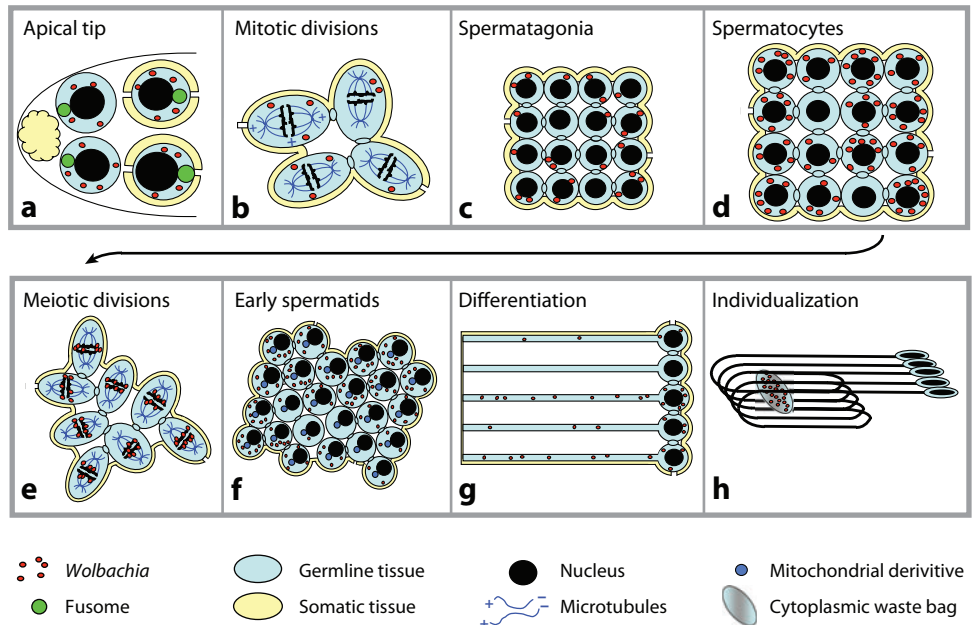 Apical tip
Mitotic divisions
Spermatagonia
Spermatocytes
a
b
c
d
Meiotic divisions
Early spermatids
Differentiation
Individualization
e
f
g
h
Wolbachia
Germline tissue
Nucleus
Mitochondrial derivitive
Fusome
Somatic tissue
Microtubules
Cytoplasmic waste bag